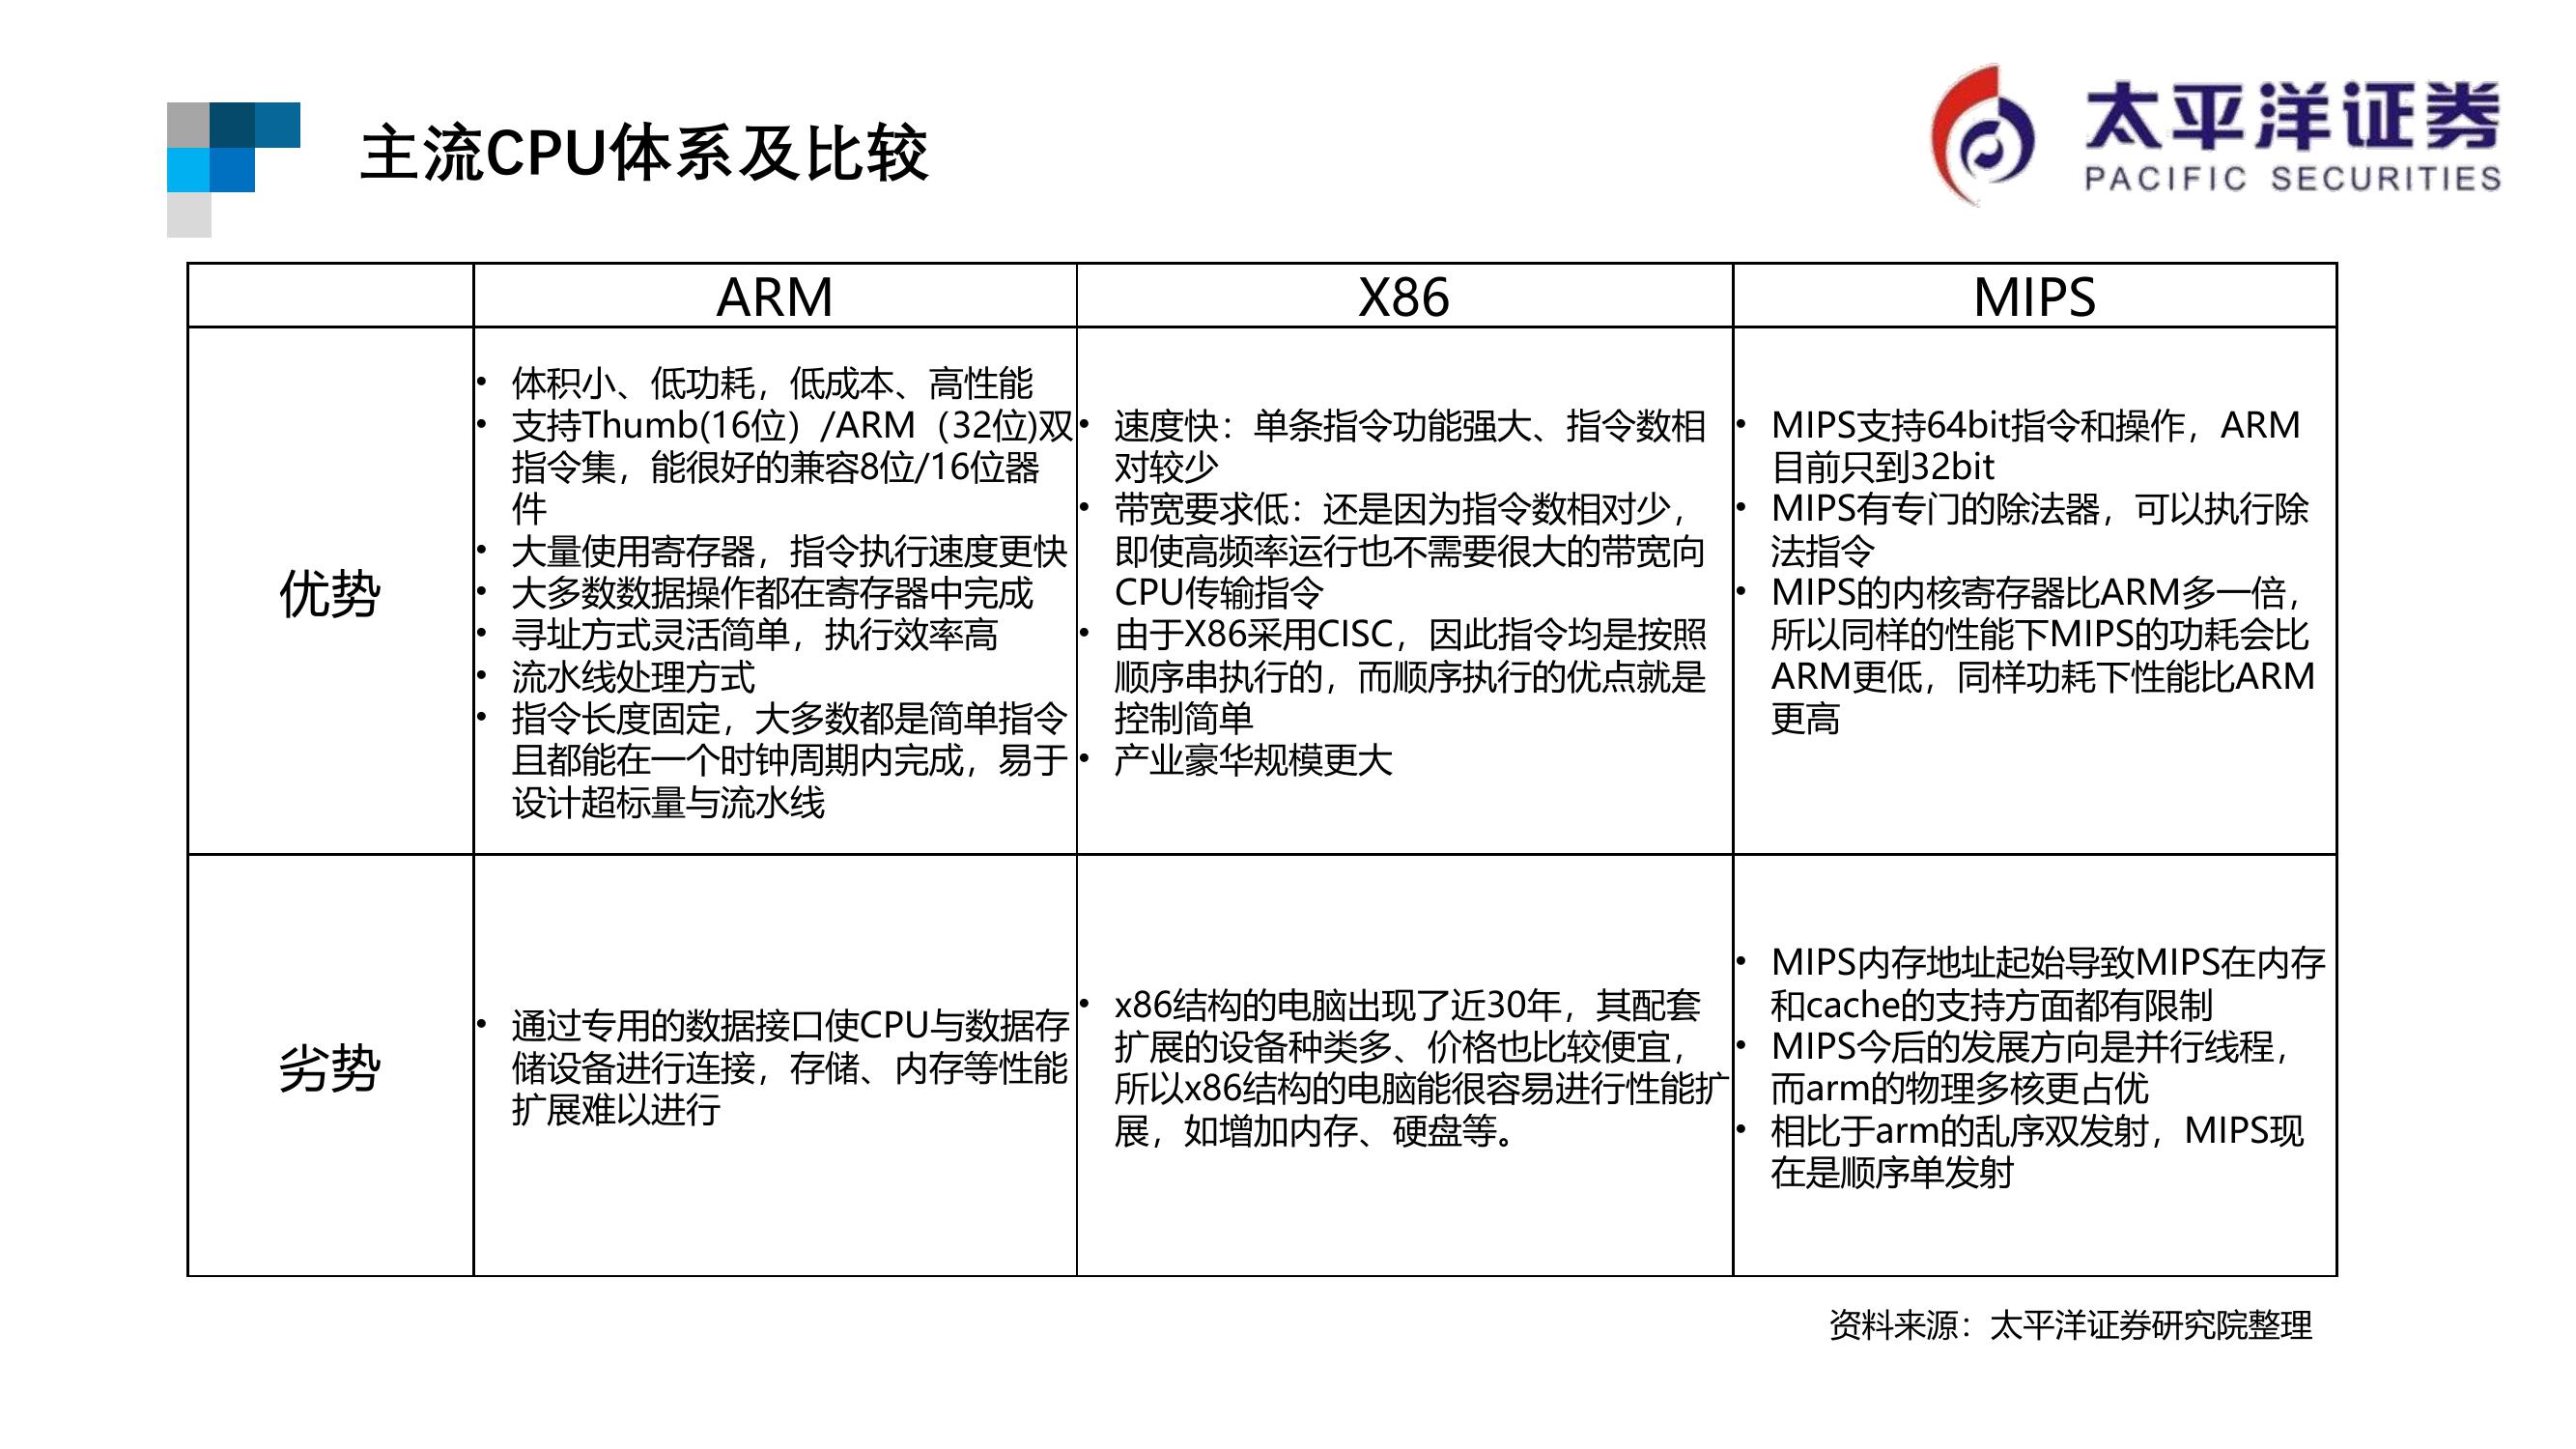 主流CPU体系及比较
太平洋证券
PACIFIC SECURITIES
ARM
X86
MIPS
优势
• 体积小、低功耗，低成本、高性能
• 支持Thumb(16位）/ARM（32位)双
指令集，能很好的兼容8位/16位器
件
• 大量使用寄存器，指令执行速度更快
• 大多数数据操作都在寄存器中完成
• 寻址方式灵活简单，执行效率高
• 流水线处理方式
• 指令长度固定，大多数都是简单指令
且都能在一个时钟周期内完成，易于
设计超标量与流水线
• 速度快：单条指令功能强大、指令数相
对较少
• 带宽要求低：还是因为指令数相对少，
即使高频率运行也不需要很大的带宽向
CPU传输指令
• 由于X86采用CISC，因此指令均是按照
顺序串执行的，而顺序执行的优点就是
控制简单
• 产业豪华规模更大
• MIPS支持64bit指令和操作，ARM
目前只到32bit
• MIPS有专门的除法器，可以执行除
法指令
• MIPS的内核寄存器比ARM多一倍，
所以同样的性能下MIPS的功耗会比
ARM更低，同样功耗下性能比ARM
更高
劣势
• 通过专用的数据接口使CPU与数据存
储设备进行连接，存储、内存等性能
扩展难以进行
• x86结构的电脑出现了近30年，其配套
扩展的设备种类多、价格也比较便宜，
所以x86结构的电脑能很容易进行性能扩
展，如增加内存、硬盘等。
• MIPS内存地址起始导致MIPS在内存
和cache的支持方面都有限制
• MIPS今后的发展方向是并行线程，
而arm的物理多核更占优
• 相比于arm的乱序双发射，MIPS现
在是顺序单发射
资料来源：太平洋证券研究院整理